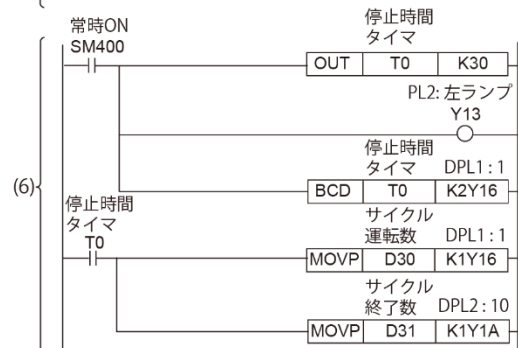 常時ON
SM400
停止時間
タイマ
OUT T0 K30
PL2: 左ランプ
Y13
停止時間
タイマ DPL1 : 1
BCD T0 K2Y16
(6)
停止時間
タイマ
T0
サイクル
運転数 DPL1 : 1
MOVP D30 K1Y16
サイクル
終了数 DPL2 : 10
MOVP D31 K1Y1A